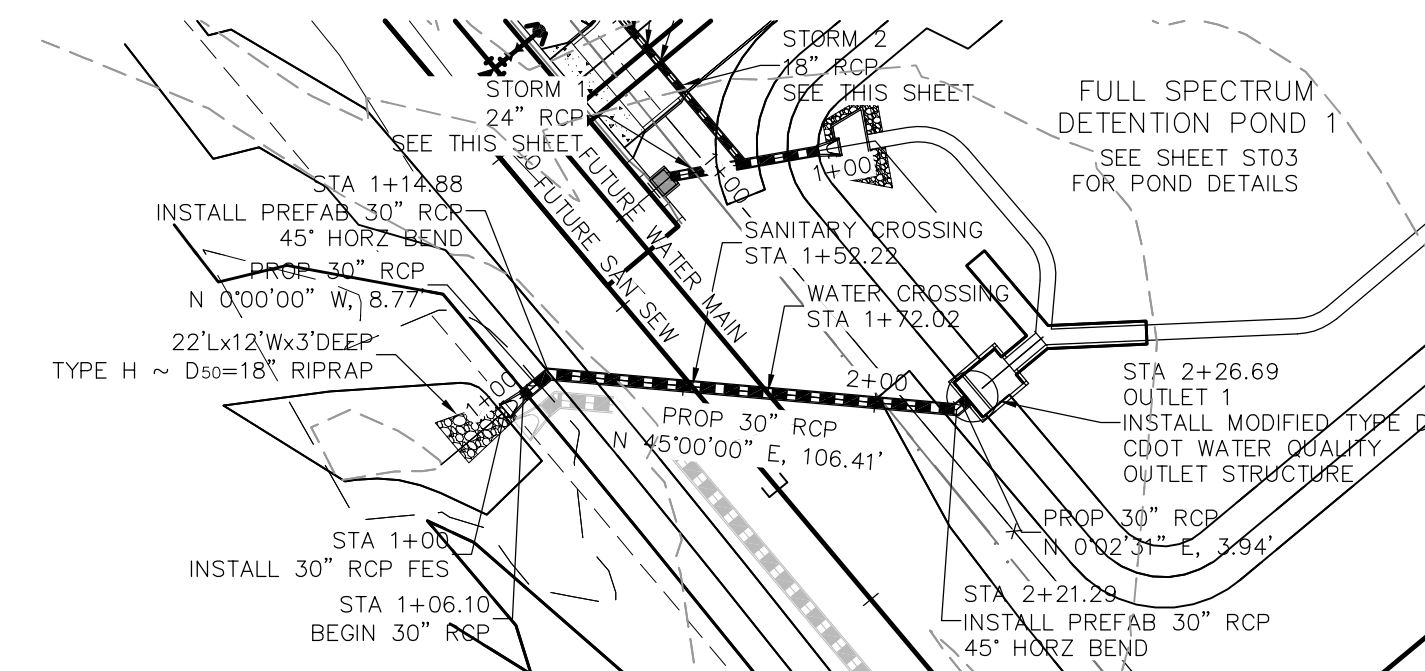 STORM 2
18" RCP
SEE THIS SHEET
STORM 1
24" RCP
SEE THIS SHEET
FULL SPECTRUM
DETENTION POND 1
SEE SHEET ST03
FOR POND DETAILS
1+00
1+00
STA 1+14.88
INSTALL PREFAB 30" RCP
45° HORZ BEND
PROP 30" RCP
N 0°00'00" W, 8.77'
22'Lx12'Wx3'DEEP
TYPE H ~ D50=18" RIPRAP
FUTURE SAN SEW
FUTURE WATER MAIN
SANITARY CROSSING
STA 1+52.22
WATER CROSSING
STA 1+72.02
1+00
2+00
PROP 30" RCP
N 45°00'00" E, 106.41'
STA 2+26.69
OUTLET 1
INSTALL MODIFIED TYPE D
CDOT WATER QUALITY
OUTLET STRUCTURE
PROP 30" RCP
N 0°02'31" E, 3.94'
STA 1+00
INSTALL 30" RCP FES
STA 1+06.10
BEGIN 30" RCP
STA 2+21.29
INSTALL PREFAB 30" RCP
45° HORZ BEND